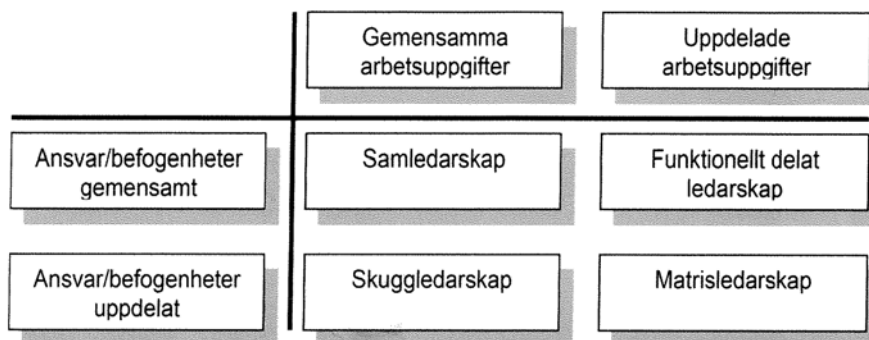 Gemensamma
arbetsuppgifter
Uppdelade
arbetsuppgifter
Ansvar/befogenheter
gemensamt
Samledarskap
Funktionellt delat
ledarskap
Ansvar/befogenheter
uppdelat
Skuggledarskap
Matrisledarskap